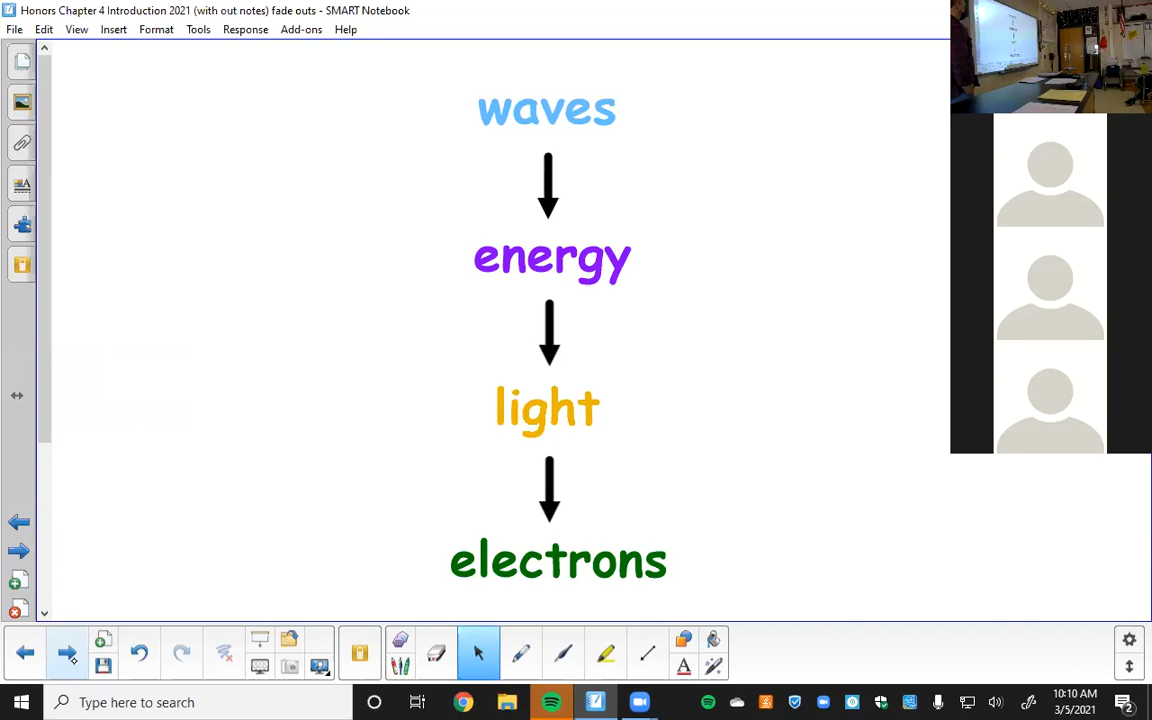 Honors Chapter 4 Introduction 2021 (with out notes) fade outs - SMART Notebook
File Edit View Insert Format Tools Response Add-ons Help
waves
energy
light
electrons
Type here to search
10:10 AM
3/5/2021
2